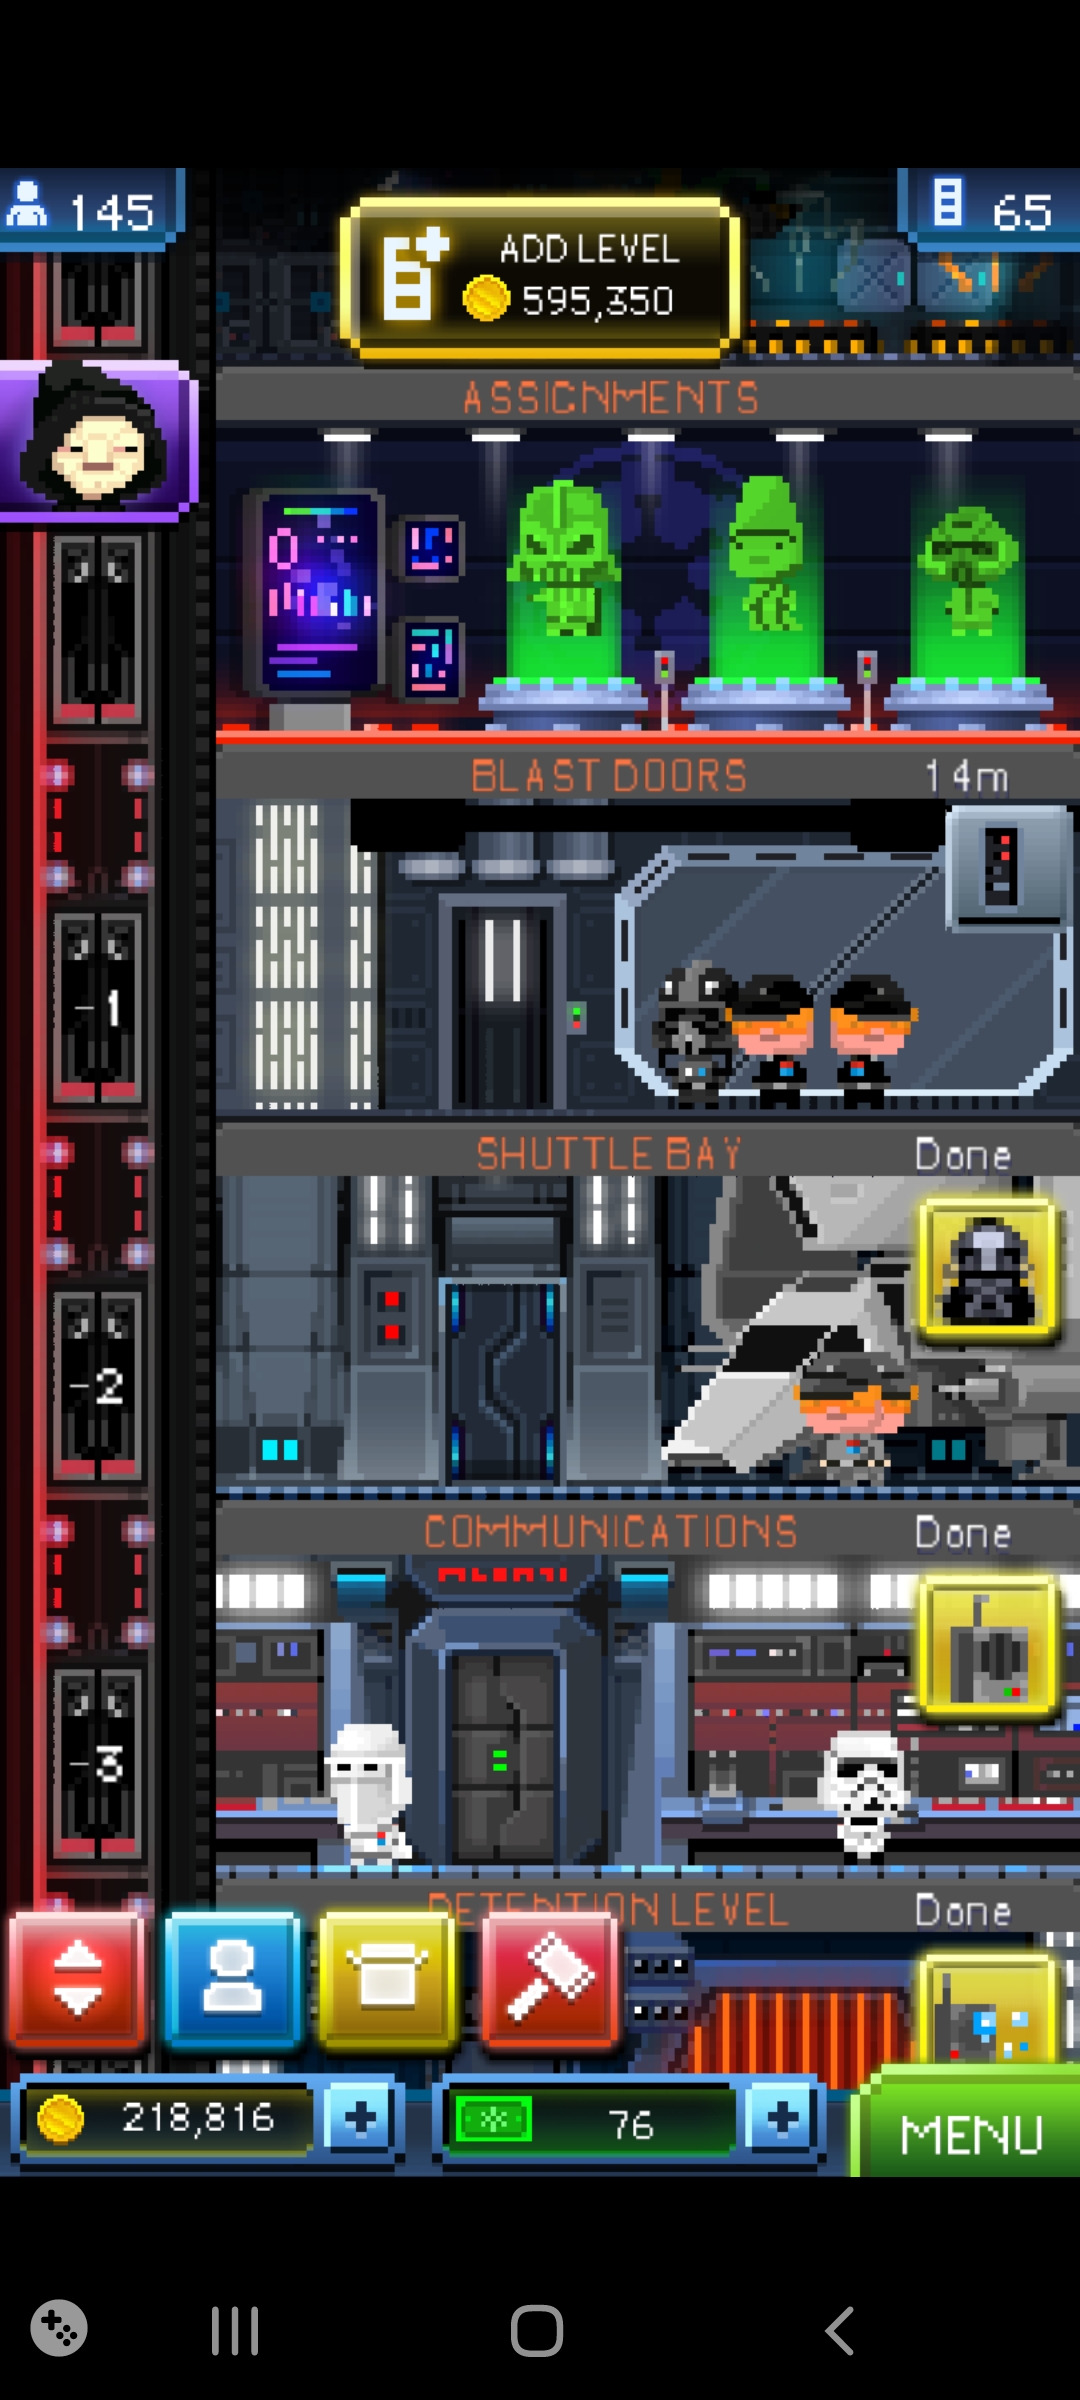 145
ADD LEVEL
595,350
65
ASSIGNMENTS
BLAST DOORS 14m
-1
SHUTTLE BAY Done
-2
COMMUNICATIONS Done
-3
DETENTION LEVEL Done
218,816
76
MENU